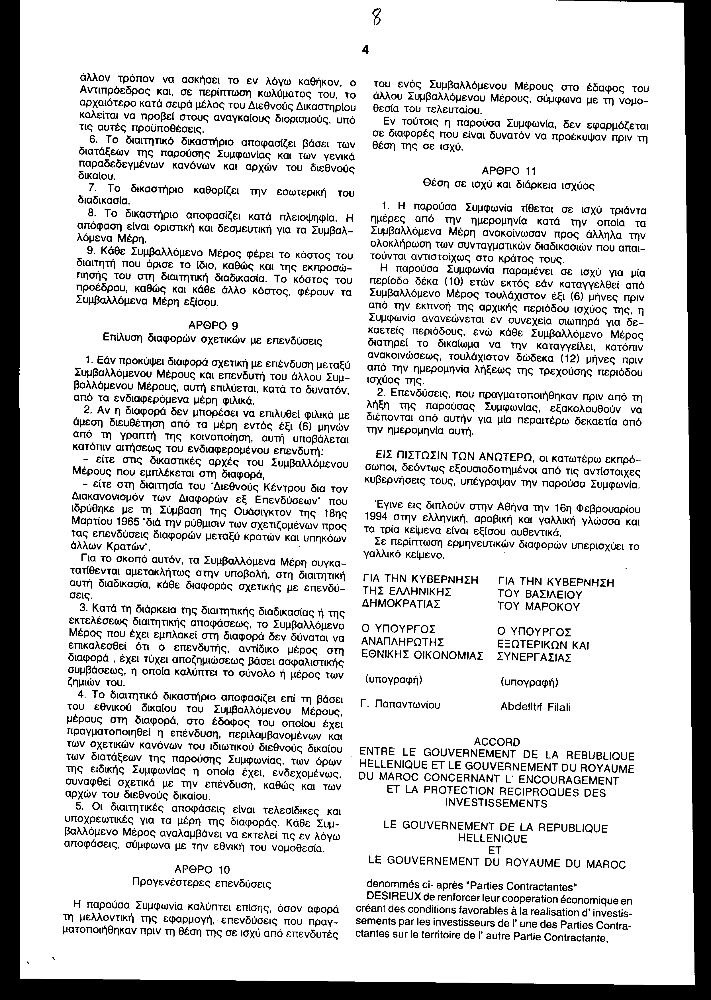 8
4
άλλον τρόπον να ασκήσει το εν λόγω καθήκον, ο
Αντιπρόεδρος και, σε περίπτωση κωλύματος του, το
αρχαιότερο κατά σειρά μέλος του Διεθνούς Δικαστηρίου
καλείται να προβεί στους αναγκαίους διορισμούς, υπό
τις αυτές προϋποθέσεις.
6. Το διαιτητικό δικαστήριο αποφασίζει βάσει των
διατάξεων της παρούσης Συμφωνίας και των γενικά
παραδεδεγμένων κανόνων και αρχών του διεθνούς
δικαίου.
7. Το δικαστήριο καθορίζει την εσωτερική του
διαδικασία.
8. Το δικαστήριο αποφασίζει κατά πλειοψηφία. Η
απόφαση είναι οριστική και δεσμευτική για τα Συμβαλ-
λόμενα Μέρη.
9. Κάθε Συμβαλλόμενο Μέρος φέρει το κόστος του
διαιτητή που όρισε το ίδιο, καθώς και της εκπροσώ-
πησής του στη διαιτητική διαδικασία. Το κόστος του
προέδρου, καθώς και κάθε άλλο κόστος, φέρουν τα
Συμβαλλόμενα Μέρη εξίσου.
ΑΡΘΡΟ 9
Επίλυση διαφορών σχετικών με επενδύσεις
1. Εάν προκύψει διαφορά σχετική με επένδυση μεταξύ
Συμβαλλόμενου Μέρους και επενδυτή του άλλου Συμ-
βαλλόμενου Μέρους, αυτή επιλύεται, κατά το δυνατόν,
από τα ενδιαφερόμενα μέρη φιλικά.
2. Αν η διαφορά δεν μπορέσει να επιλυθεί φιλικά με
άμεση διευθέτηση από τα μέρη εντός έξι (6) μηνών
από τη γραπτή της κοινοποίηση, αυτή υποβάλεται
κατόπιν αιτήσεως του ενδιαφερομένου επενδυτή:
- είτε στις δικαστικές αρχές του Συμβαλλόμενου
Μέρους που εμπλέκεται στη διαφορά,
- είτε στη διαιτησία του "Διεθνούς Κέντρου δια τον
Διακανονισμόν των Διαφορών εξ Επενδύσεων" που
ιδρύθηκε με τη Σύμβαση της Ουάσιγκτον της 18ης
Μαρτίου 1965 "διά την ρύθμισιν των σχετιζομένων προς
τας επενδύσεις διαφορών μεταξύ κρατών και υπηκόων
άλλων Κρατών".
Για το σκοπό αυτόν, τα Συμβαλλόμενα Μέρη συγκα-
τατίθενται αμετακλήτως στην υποβολή, στη διαιτητική
αυτή διαδικασία, κάθε διαφοράς σχετικής με επενδύ-
σεις.
3. Κατά τη διάρκεια της διαιτητικής διαδικασίας ή της
εκτελέσεως διαιτητικής αποφάσεως, το Συμβαλλόμενο
Μέρος που έχει εμπλακεί στη διαφορά δεν δύναται να
επικαλεσθεί ότι ο επενδυτής, αντίδικο μέρος στη
διαφορά , έχει τύχει αποζημιώσεως βάσει ασφαλιστικής
συμβάσεως, η οποία καλύπτει το σύνολο ή μέρος των
ζημιών του.
4. Το διαιτητικό δικαστήριο αποφασίζει επί τη βάσει
του εθνικού δικαίου του Συμβαλλόμενου Μέρους,
μέρους στη διαφορά, στο έδαφος του οποίου έχει
πραγματοποιηθεί η επένδυση, περιλαμβανομένων και
των σχετικών κανόνων του ιδιωτικού διεθνούς δικαίου
των διατάξεων της παρούσης Συμφωνίας, των όρων
της ειδικής Συμφωνίας η οποία έχει, ενδεχομένως,
συναφθεί σχετικά με την επένδυση, καθώς και των
αρχών του διεθνούς δικαίου.
5. Οι διαιτητικές αποφάσεις είναι τελεσίδικες και
υποχρεωτικές για τα μέρη της διαφοράς. Κάθε Συμ-
βαλλόμενο Μέρος αναλαμβάνει να εκτελεί τις εν λόγω
αποφάσεις, σύμφωνα με την εθνική του νομοθεσία.
ΑΡΘΡΟ 10
Προγενέστερες επενδύσεις
Η παρούσα Συμφωνία καλύπτει επίσης, όσον αφορά
τη μελλοντική της εφαρμογή, επενδύσεις που πραγ-
ματοποιήθηκαν πριν τη θέση της σε ισχύ από επενδυτές
του ενός Συμβαλλόμενου Μέρους στο έδαφος του
άλλου Συμβαλλόμενου Μέρους, σύμφωνα με τη νομο-
θεσία του τελευταίου.
Εν τούτοις η παρούσα Συμφωνία, δεν εφαρμόζεται
σε διαφορές που είναι δυνατόν να προέκυψαν πριν τη
θέση της σε ισχύ.
ΑΡΘΡΟ 11
Θέση σε ισχύ και διάρκεια ισχύος
1. Η παρούσα Συμφωνία τίθεται σε ισχύ τριάντα
ημέρες από την ημερομηνία κατά την οποία τα
Συμβαλλόμενα Μέρη ανακοίνωσαν προς άλληλα την
ολοκλήρωση των συνταγματικών διαδικασιών που απαι-
τούνται αντιστοίχως στο κράτος τους.
Η παρούσα Συμφωνία παραμένει σε ισχύ για μία
περίοδο δέκα (10) ετών εκτός εάν καταγγελθεί από
Συμβαλλόμενο Μέρος τουλάχιστον έξι (6) μήνες πριν
από την εκπνοή της αρχικής περιόδου ισχύος της, η
Συμφωνία ανανεώνεται εν συνεχεία σιωπηρά για δε-
καετείς περιόδους, ενώ κάθε Συμβαλλόμενο Μέρος
διατηρεί το δικαίωμα να την καταγγείλει, κατόπιν
ανακοινώσεως, τουλάχιστον δώδεκα (12) μήνες πριν
από την ημερομηνία λήξεως της τρεχούσης περιόδου
ισχύος της.
2. Επενδύσεις, που πραγματοποιήθηκαν πριν από τη
λήξη της παρούσας Συμφωνίας, εξακολουθούν να
διέπονται από αυτήν για μία περαιτέρω δεκαετία από
την ημερομηνία αυτή.
ΕΙΣ ΠΙΣΤΩΣΙΝ ΤΩΝ ΑΝΩΤΕΡΩ, οι κατωτέρω εκπρό-
σωποι, δεόντως εξουσιοδοτημένοι από τις αντίστοιχες
κυβερνήσεις τους, υπέγραψαν την παρούσα Συμφωνία.
Έγινε εις διπλούν στην Αθήνα την 16η Φεβρουαρίου
1994 στην ελληνική, αραβική και γαλλική γλώσσα και
τα τρία κείμενα είναι εξίσου αυθεντικά.
Σε περίπτωση ερμηνευτικών διαφορών υπερισχύει το
γαλλικό κείμενο.
ΓΙΑ ΤΗΝ ΚΥΒΕΡΝΗΣΗ
ΤΗΣ ΕΛΛΗΝΙΚΗΣ
ΔΗΜΟΚΡΑΤΙΑΣ
Ο ΥΠΟΥΡΓΟΣ
ΑΝΑΠΛΗΡΩΤΗΣ
ΕΘΝΙΚΗΣ ΟΙΚΟΝΟΜΙΑΣ
(υπογραφή)
Γ. Παπαντωνίου
ΓΙΑ ΤΗΝ ΚΥΒΕΡΝΗΣΗ
ΤΟΥ ΒΑΣΙΛΕΙΟΥ
ΤΟΥ ΜΑΡΟΚΟΥ
Ο ΥΠΟΥΡΓΟΣ
ΕΞΩΤΕΡΙΚΩΝ ΚΑΙ
ΣΥΝΕΡΓΑΣΙΑΣ
(υπογραφή)
Abdelltif Filali
ACCORD
ENTRE LE GOUVERNEMENT DE LA REBUBLIQUE
HELLENIQUE ET LE GOUVERNEMENT DU ROYAUME
DU MAROC CONCERNANT L' ENCOURAGEMENT
ET LA PROTECTION RECIPROQUES DES
INVESTISSEMENTS
LE GOUVERNEMENT DE LA REPUBLIQUE
HELLENIQUE
ET
LE GOUVERNEMENT DU ROYAUME DU MAROC
denommés ci- après "Parties Contractantes"
DESIREUX de renforcer leur cooperation économique en
créant des conditions favorables à la realisation d' investis-
sements par les investisseurs de l' une des Parties Contra-
ctantes sur le territoire de l' autre Partie Contractante,